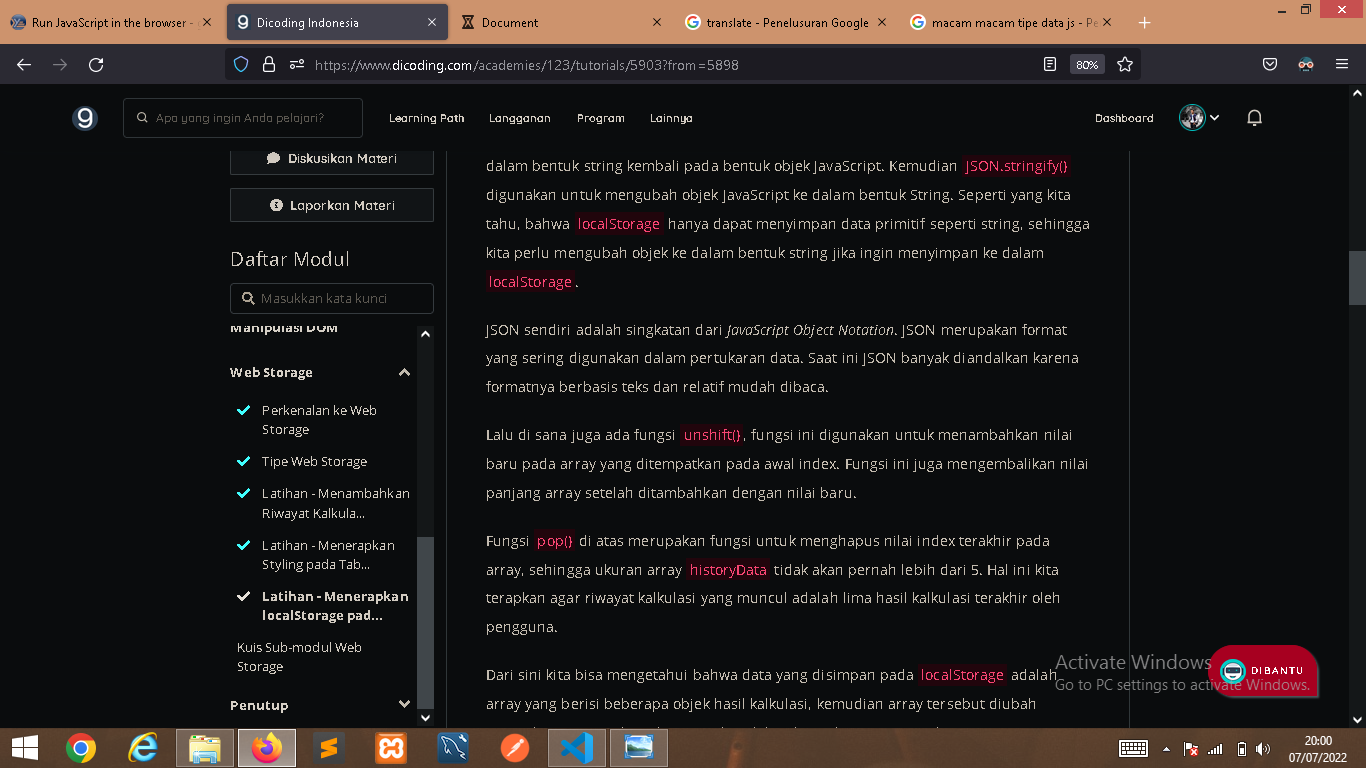 Run JavaScript in the browser -
Dicoding Indonesia
Document
translate - Penelusuran Google
macam macam tipe data js - Pe
https://www.dicoding.com/academies/123/tutorials/5903?from=5898
80%
Apa yang ingin Anda pelajari?
Learning Path
Langganan
Program
Lainnya
Dashboard
Diskusikan Materi
Laporkan Materi
Daftar Modul
Masukkan kata kunci
Manipulasi DOM
Web Storage
Perkenalan ke Web
Storage
Tipe Web Storage
Latihan - Menambahkan
Riwayat Kalkula...
Latihan - Menerapkan
Styling pada Tab...
Latihan - Menerapkan
localStorage pad...
Kuis Sub-modul Web
Storage
Penutup
dalam bentuk string kembali pada bentuk objek JavaScript. Kemudian JSON.stringify()
digunakan untuk mengubah objek JavaScript ke dalam bentuk String. Seperti yang kita
tahu, bahwa localStorage hanya dapat menyimpan data primitif seperti string, sehingga
kita perlu mengubah objek ke dalam bentuk string jika ingin menyimpan ke dalam
localStorage.
JSON sendiri adalah singkatan dari JavaScript Object Notation. JSON merupakan format
yang sering digunakan dalam pertukaran data. Saat ini JSON banyak diandalkan karena
formatnya berbasis teks dan relatif mudah dibaca.
Lalu di sana juga ada fungsi unshift(), fungsi ini digunakan untuk menambahkan nilai
baru pada array yang ditempatkan pada awal index. Fungsi ini juga mengembalikan nilai
panjang array setelah ditambahkan dengan nilai baru.
Fungsi pop() di atas merupakan fungsi untuk menghapus nilai index terakhir pada
array, sehingga ukuran array historyData tidak akan pernah lebih dari 5. Hal ini kita
terapkan agar riwayat kalkulasi yang muncul adalah lima hasil kalkulasi terakhir oleh
pengguna.
Dari sini kita bisa mengetahui bahwa data yang disimpan pada localStorage adalah
array yang berisi beberapa objek hasil kalkulasi, kemudian array tersebut diubah
Activate Windows
Go to PC settings to activate Windows.
DIBANTU
20:00
07/07/2022